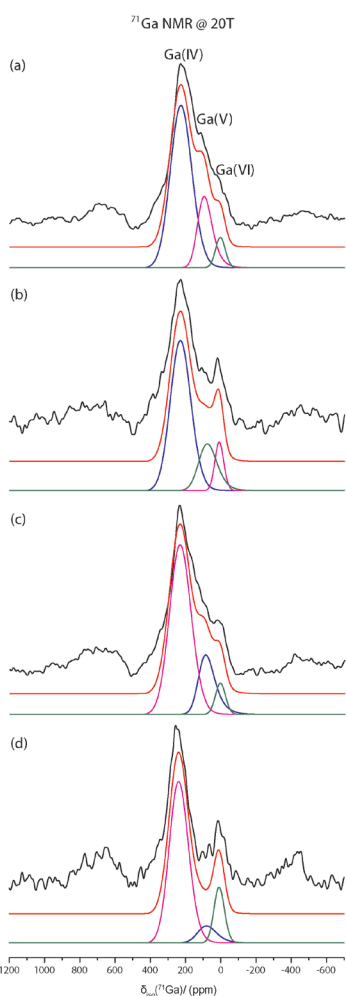 ⁷¹Ga NMR @ 20T
(a)
Ga(IV)
Ga(V)
Ga(VI)
(b)
(c)
(d)
1200 1000 800 600 400 200 0 -200 -400 -600
δiso(⁷¹Ga)/ (ppm)